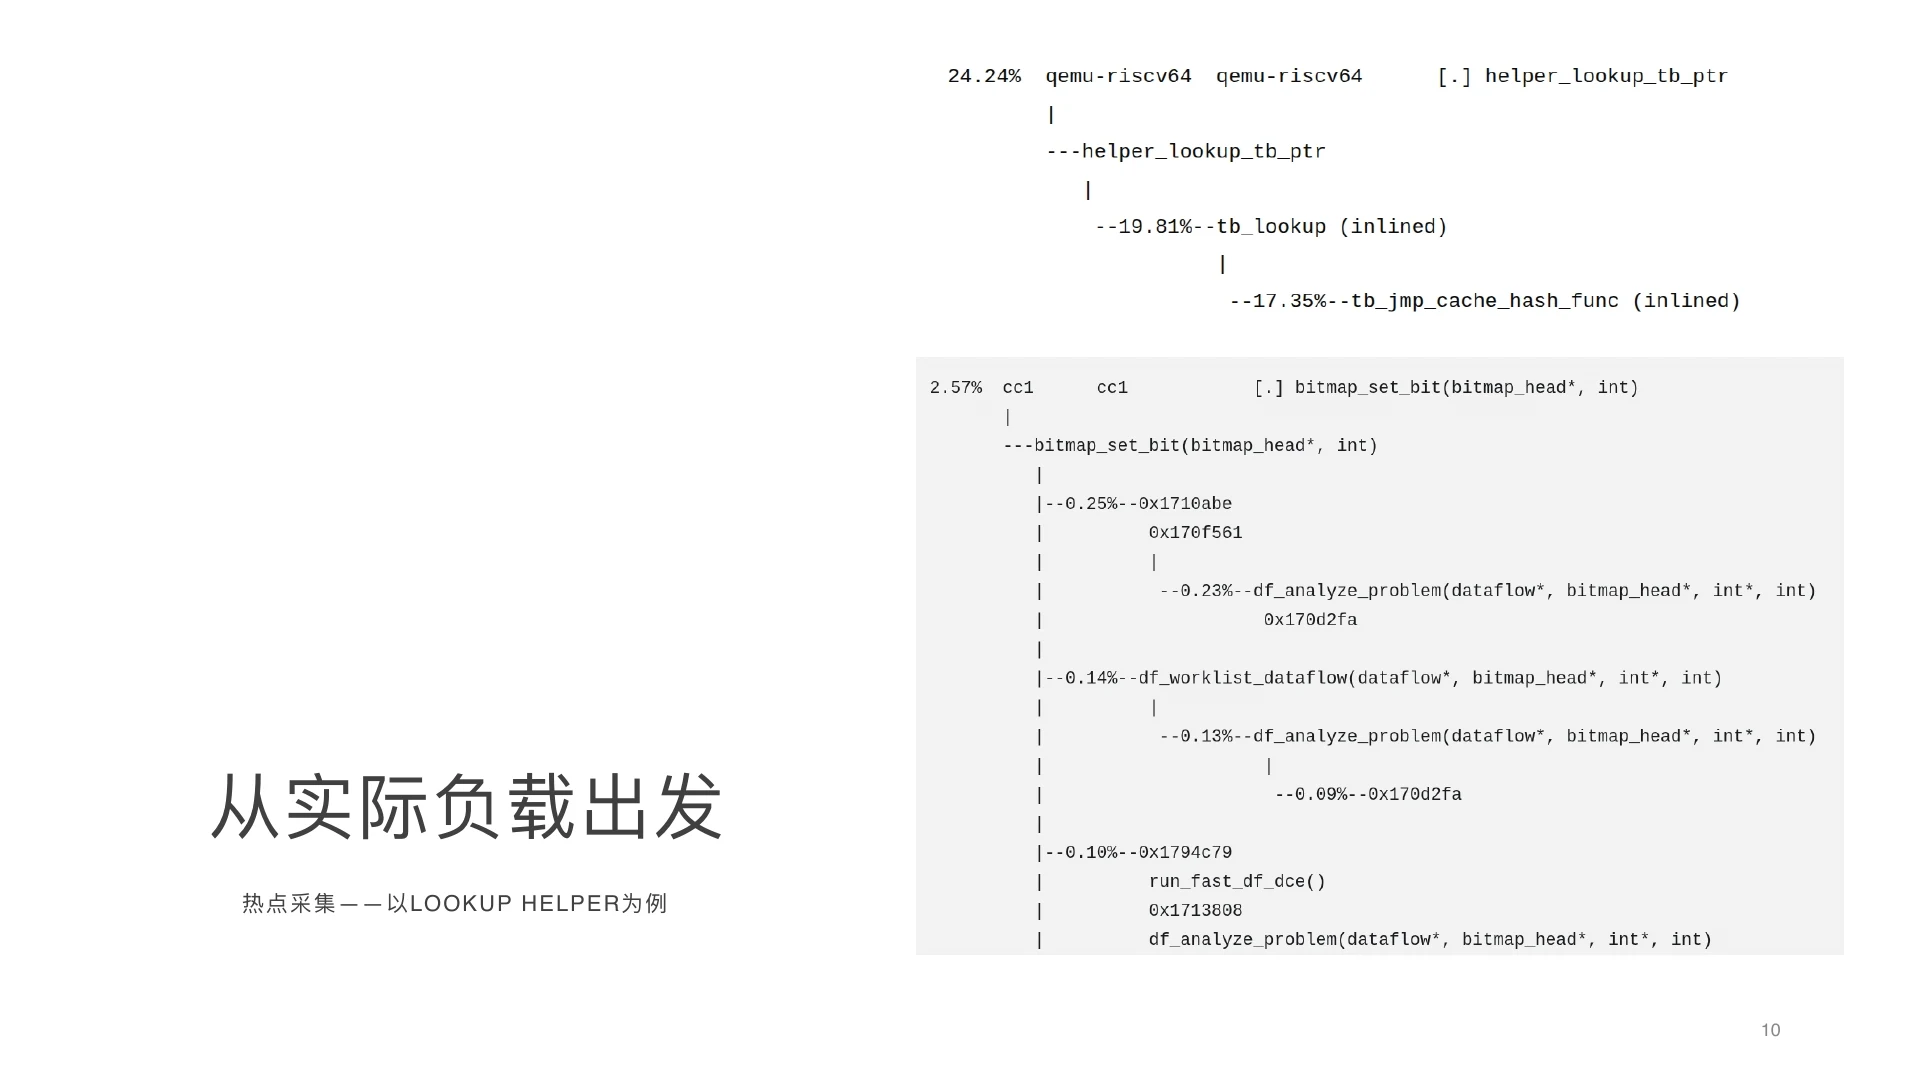 24.24%  qemu-riscv64  qemu-riscv64      [.] helper_lookup_tb_ptr
        |
        ---helper_lookup_tb_ptr
           |
            --19.81%--tb_lookup (inlined)
                      |
                       --17.35%--tb_jmp_cache_hash_func (inlined)
2.57%  cc1      cc1            [.] bitmap_set_bit(bitmap_head*, int)
       |
       ---bitmap_set_bit(bitmap_head*, int)
          |
          |--0.25%--0x1710abe
          |          0x170f561
          |          |
          |           --0.23%--df_analyze_problem(dataflow*, bitmap_head*, int*, int)
          |                     0x170d2fa
          |
          |--0.14%--df_worklist_dataflow(dataflow*, bitmap_head*, int*, int)
          |          |
          |           --0.13%--df_analyze_problem(dataflow*, bitmap_head*, int*, int)
          |                     |
          |                      --0.09%--0x170d2fa
          |
          |--0.10%--0x1794c79
          |          run_fast_df_dce()
          |          0x1713808
          |          df_analyze_problem(dataflow*, bitmap_head*, int*, int)
从实际负载出发
热点采集——以LOOKUP HELPER为例
10